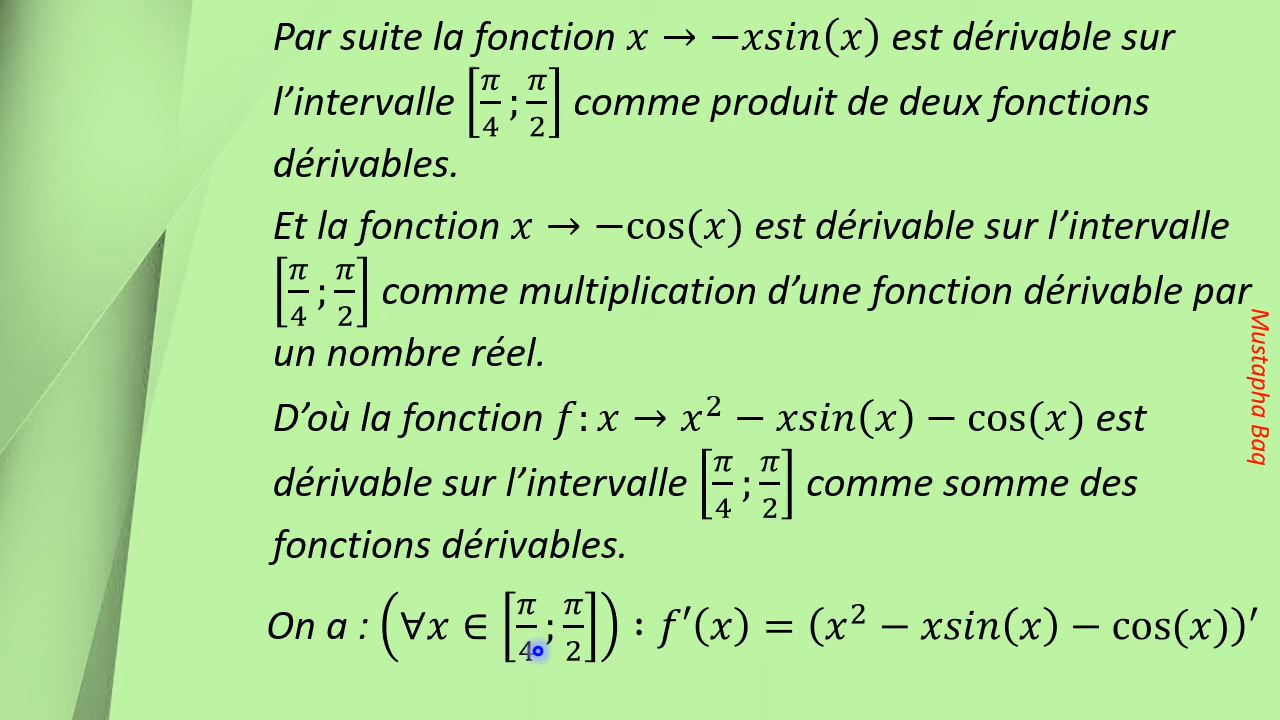 Par suite la fonction x → −xsin(x) est dérivable sur
l’intervalle [π/4 ; π/2] comme produit de deux fonctions
dérivables.
Et la fonction x → −cos(x) est dérivable sur l’intervalle
[π/4 ; π/2] comme multiplication d’une fonction dérivable par
un nombre réel.
D’où la fonction f: x → x² − xsin(x) − cos(x) est
dérivable sur l’intervalle [π/4 ; π/2] comme somme des
fonctions dérivables.
On a : (∀x ∈ [π/4 ; π/2]) : f′(x) = (x² − xsin(x) − cos(x))′
Mustapha Baq